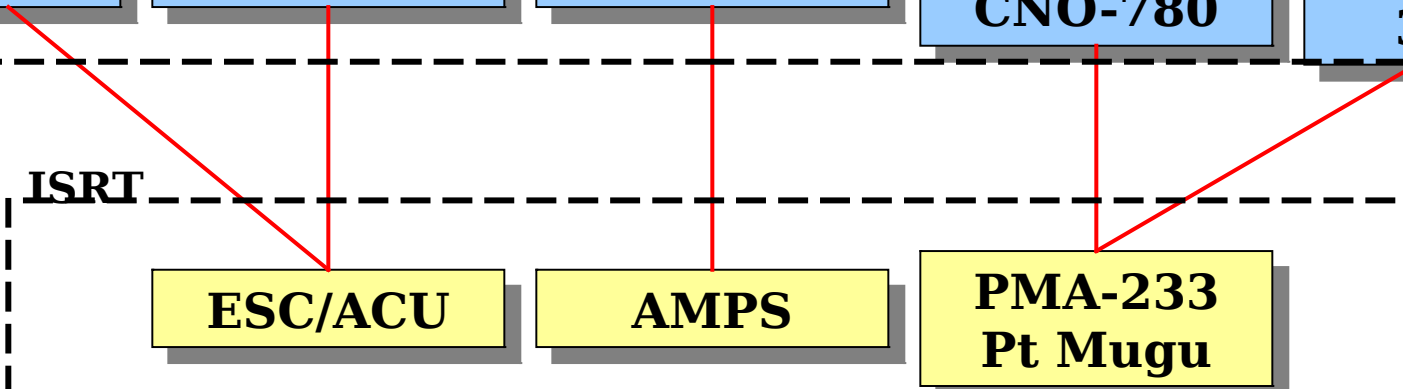 CNO-780
ISRT
ESC/ACU
AMPS
PMA-233
Pt Mugu